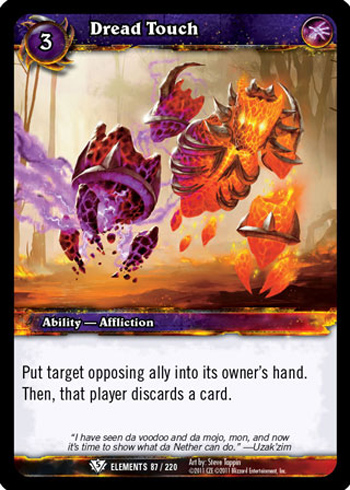 3
Dread Touch
Ability — Affliction
Put target opposing ally into its owner's hand.
Then, that player discards a card.
"I have seen da voodoo and da mojo, mon, and now
it's time to show what da Nether can do." —Uzak'zim
ELEMENTS 87 / 220
Art by: Steve Tappin
©2011 CZE ©2011 Blizzard Entertainment, Inc.